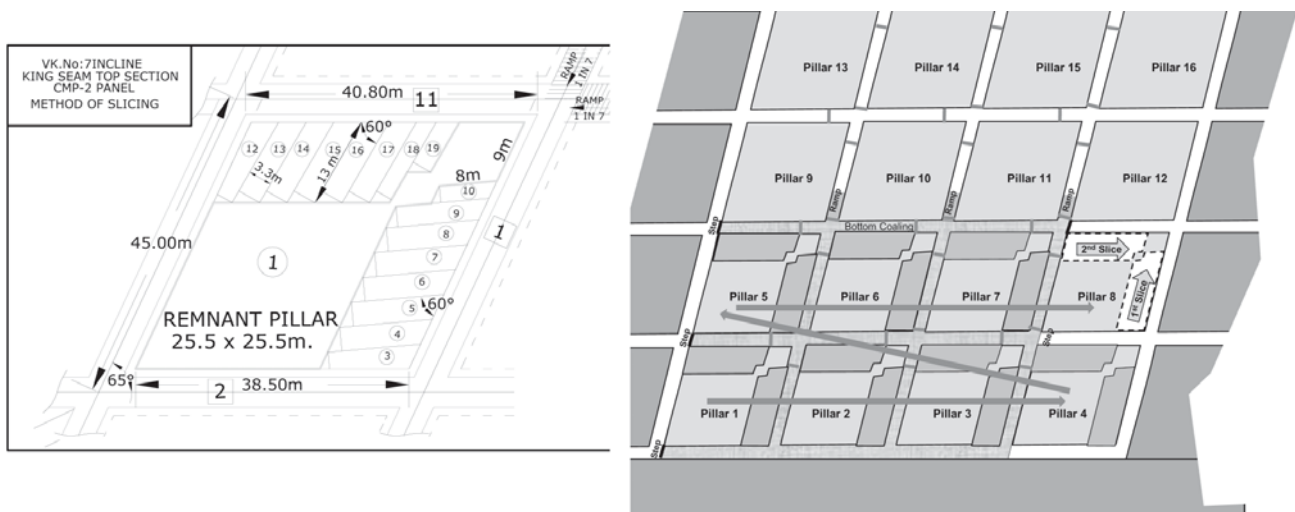 VK.No:7INCLINE
KING SEAM TOP SECTION
CMP-2 PANEL
METHOD OF SLICING
RAMP
1 IN 7
RAMP
1 IN 7
40.80m
11
60°
12
13
14
15
16
17
18
19
3.3m
13 m
9m
8m
10
9
8
7
6
5
60°
4
3
1
45.00m
1
REMNANT PILLAR
25.5 x 25.5m.
65°
2
38.50m
Pillar 13
Pillar 14
Pillar 15
Pillar 16
Pillar 9
Pillar 10
Pillar 11
Pillar 12
Ramp
Ramp
Ramp
Step
Bottom Coaling
2nd Slice
1st Slice
Pillar 5
Pillar 6
Pillar 7
Pillar 8
Step
Step
Pillar 1
Pillar 2
Pillar 3
Pillar 4
Step